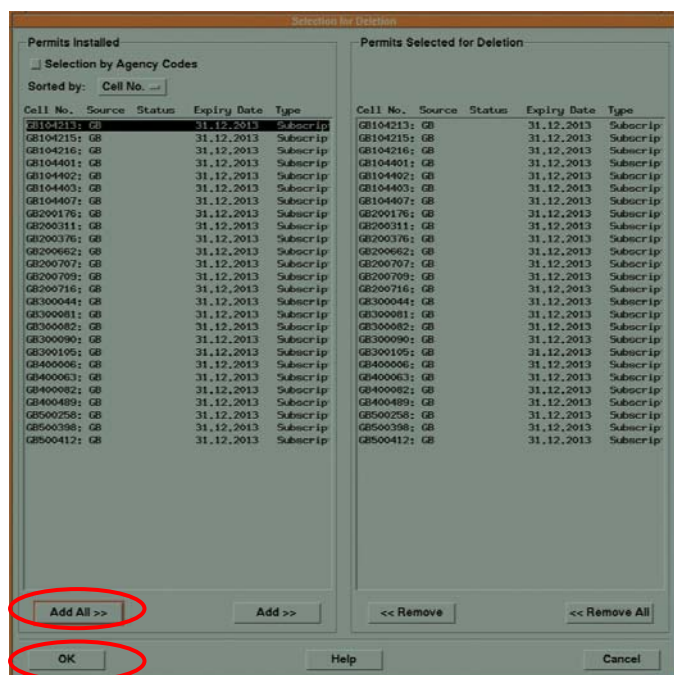 Selection for Deletion
Permits Installed
Selection by Agency Codes
Sorted by: Cell No.
Cell No. Source Status Expiry Date Type
GB104213: GB 31.12.2013 Subscrip
GB104215: GB 31.12.2013 Subscrip
GB104216: GB 31.12.2013 Subscrip
GB104401: GB 31.12.2013 Subscrip
GB104402: GB 31.12.2013 Subscrip
GB104403: GB 31.12.2013 Subscrip
GB104407: GB 31.12.2013 Subscrip
GB200176: GB 31.12.2013 Subscrip
GB200311: GB 31.12.2013 Subscrip
GB200376: GB 31.12.2013 Subscrip
GB200662: GB 31.12.2013 Subscrip
GB200707: GB 31.12.2013 Subscrip
GB200709: GB 31.12.2013 Subscrip
GB200716: GB 31.12.2013 Subscrip
GB300044: GB 31.12.2013 Subscrip
GB300081: GB 31.12.2013 Subscrip
GB300082: GB 31.12.2013 Subscrip
GB300090: GB 31.12.2013 Subscrip
GB300105: GB 31.12.2013 Subscrip
GB400006: GB 31.12.2013 Subscrip
GB400063: GB 31.12.2013 Subscrip
GB400082: GB 31.12.2013 Subscrip
GB400489: GB 31.12.2013 Subscrip
GB500258: GB 31.12.2013 Subscrip
GB500398: GB 31.12.2013 Subscrip
GB500412: GB 31.12.2013 Subscrip
Add All >> Add >>
Permits Selected for Deletion
Cell No. Source Status Expiry Date Type
GB104213: GB 31.12.2013 Subscrip
GB104215: GB 31.12.2013 Subscrip
GB104216: GB 31.12.2013 Subscrip
GB104401: GB 31.12.2013 Subscrip
GB104402: GB 31.12.2013 Subscrip
GB104403: GB 31.12.2013 Subscrip
GB104407: GB 31.12.2013 Subscrip
GB200176: GB 31.12.2013 Subscrip
GB200311: GB 31.12.2013 Subscrip
GB200376: GB 31.12.2013 Subscrip
GB200662: GB 31.12.2013 Subscrip
GB200707: GB 31.12.2013 Subscrip
GB200709: GB 31.12.2013 Subscrip
GB200716: GB 31.12.2013 Subscrip
GB300044: GB 31.12.2013 Subscrip
GB300081: GB 31.12.2013 Subscrip
GB300082: GB 31.12.2013 Subscrip
GB300090: GB 31.12.2013 Subscrip
GB300105: GB 31.12.2013 Subscrip
GB400006: GB 31.12.2013 Subscrip
GB400063: GB 31.12.2013 Subscrip
GB400082: GB 31.12.2013 Subscrip
GB400489: GB 31.12.2013 Subscrip
GB500258: GB 31.12.2013 Subscrip
GB500398: GB 31.12.2013 Subscrip
GB500412: GB 31.12.2013 Subscrip
<< Remove << Remove All
OK Help Cancel